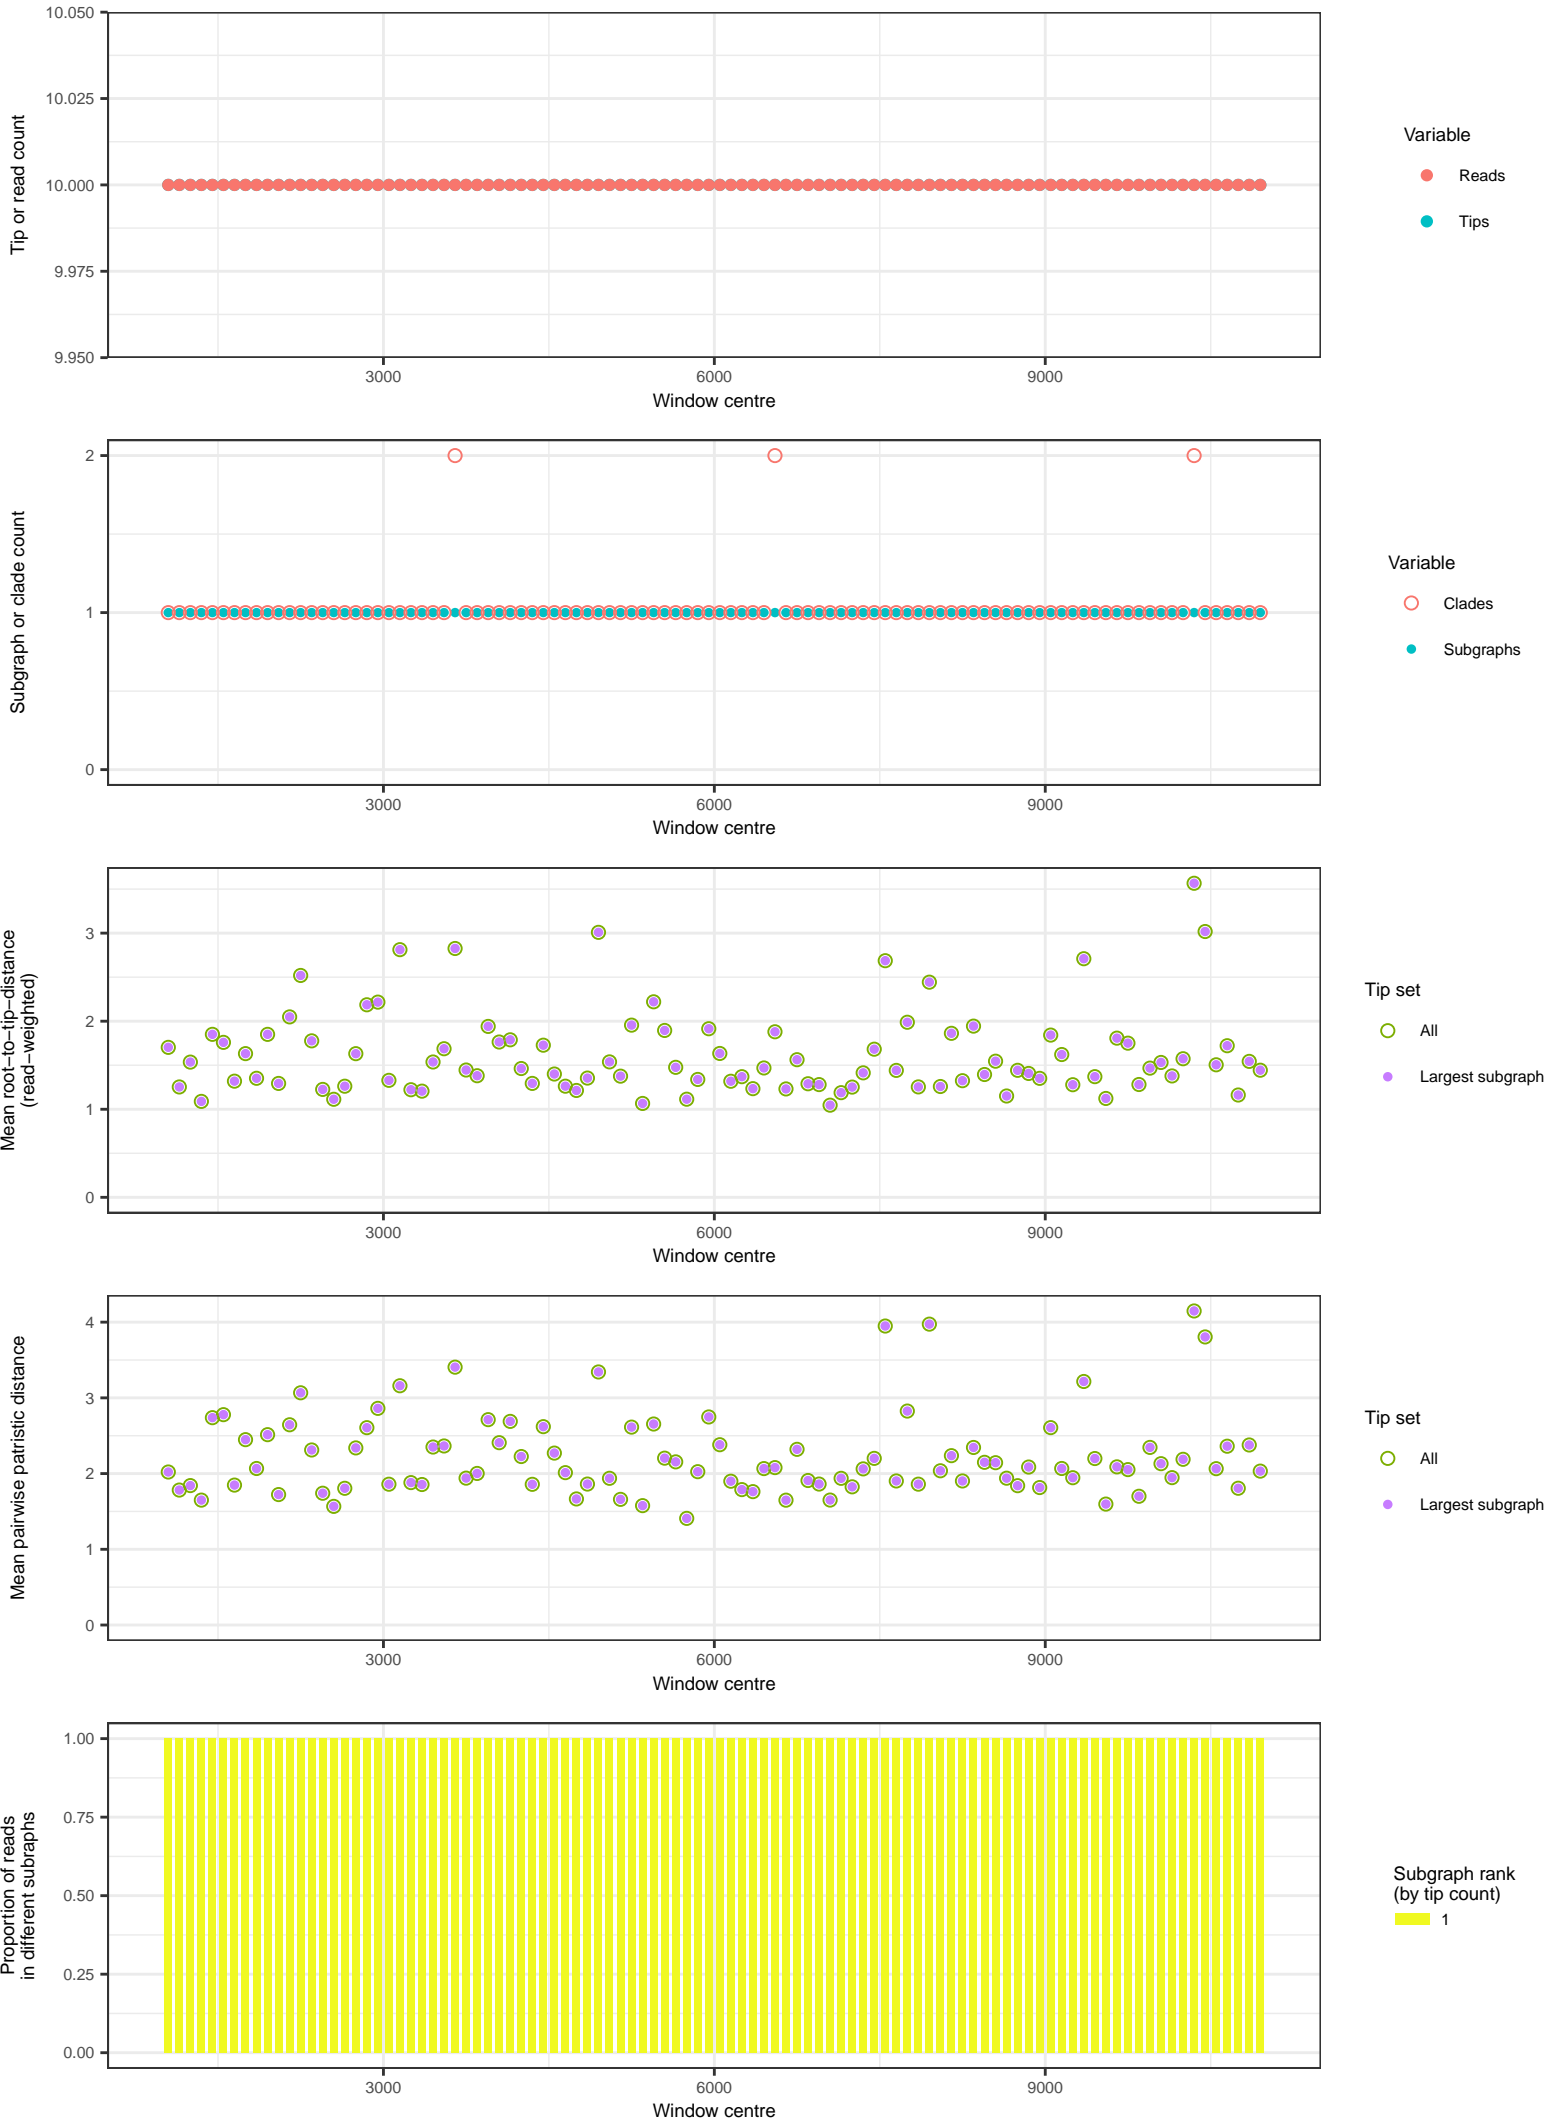 10.050
10.025
10.000
9.975
9.950
Tip or read count
3000 6000 9000
Window centre
Variable
Reads
Tips
2
1
0
Subgraph or clade count
3000 6000 9000
Window centre
Variable
Clades
Subgraphs
3
2
1
0
Mean root−to−tip−distance
(read−weighted)
3000 6000 9000
Window centre
Tip set
All
Largest subgraph
4
3
2
1
0
Mean pairwise patristic distance
3000 6000 9000
Window centre
Tip set
All
Largest subgraph
1.00
0.75
0.50
0.25
0.00
Proportion of reads
in different subraphs
3000 6000 9000
Window centre
Subgraph rank
(by tip count)
1